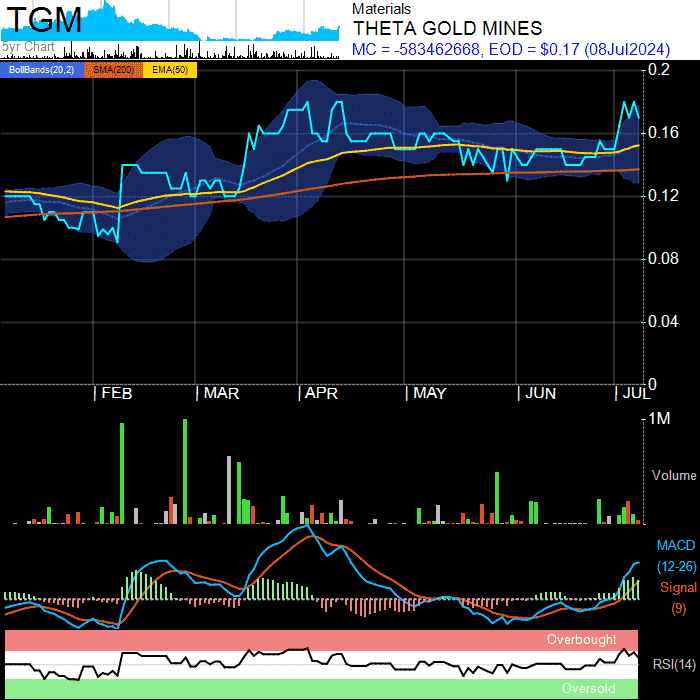 TGM
5yr Chart
Materials
THETA GOLD MINES
MC = -583462668, EOD = $0.17 (08Jul2024)
BollBands(20,2) SMA(200) EMA(50)
0.2
0.16
0.12
0.08
0.04
0
FEB MAR APR MAY JUN JUL
1M
Volume
MACD
(12-26)
Signal
(9)
Overbought
RSI(14)
Oversold